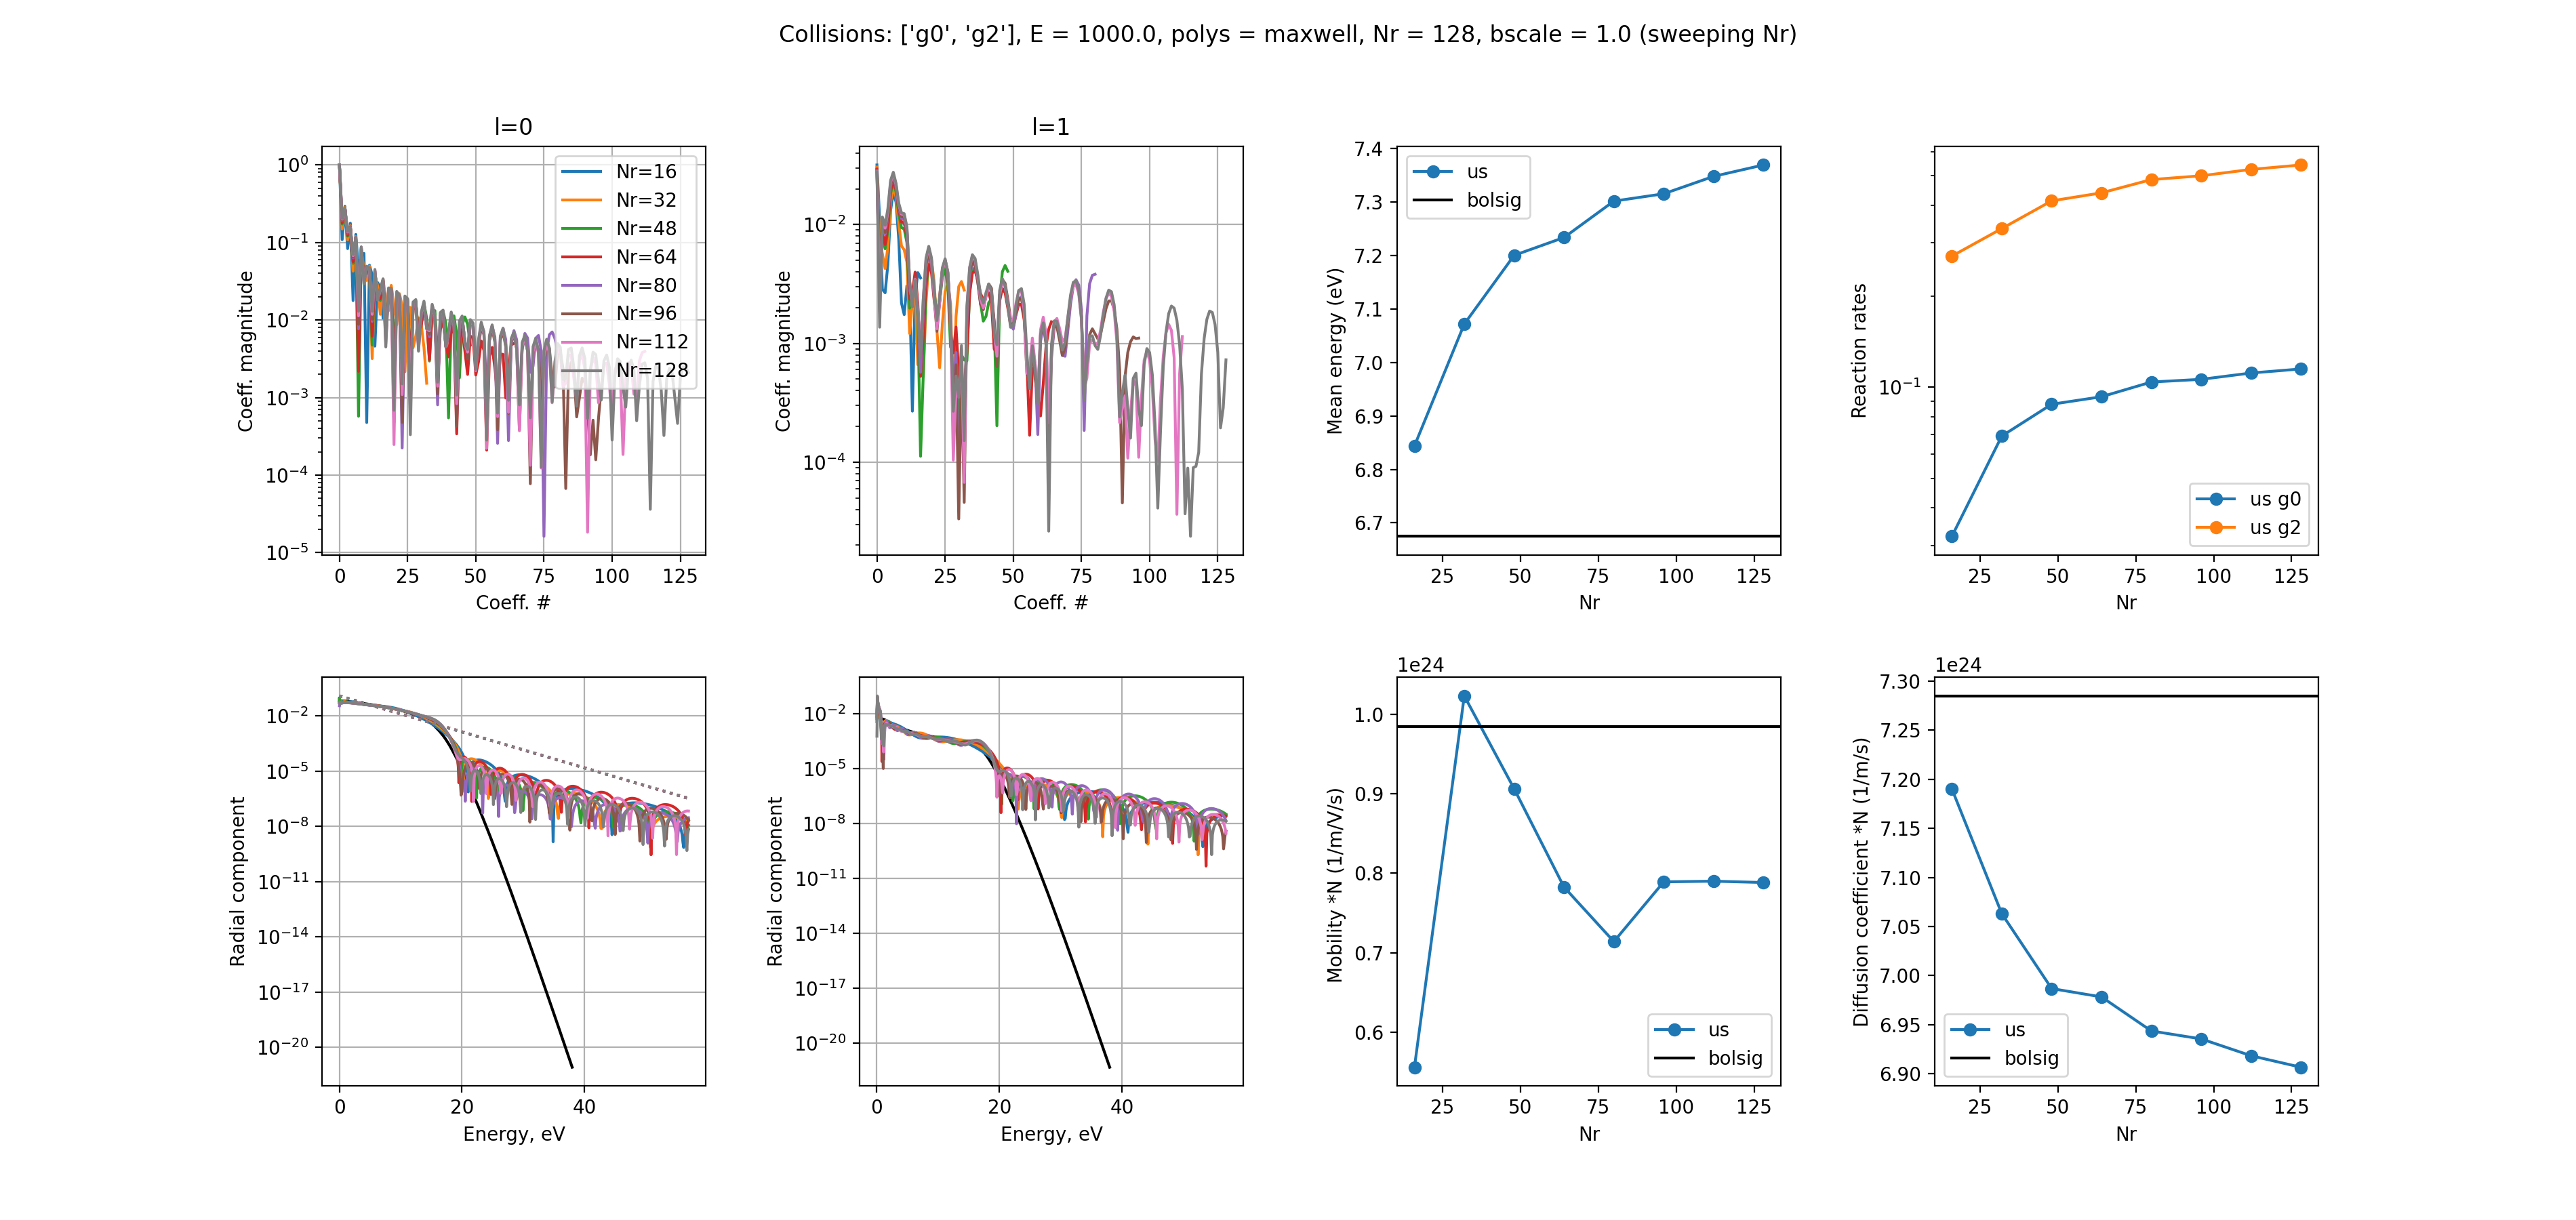 Collisions: ['g0', 'g2'], E = 1000.0, polys = maxwell, Nr = 128, bscale = 1.0 (sweeping Nr)
l=0
10^0
10^-1
10^-2
10^-3
10^-4
10^-5
Coeff. magnitude
Nr=16
Nr=32
Nr=48
Nr=64
Nr=80
Nr=96
Nr=112
Nr=128
0 25 50 75 100 125
Coeff. #
l=1
10^-2
10^-3
10^-4
Coeff. magnitude
0 25 50 75 100 125
Coeff. #
7.4
7.3
7.2
7.1
7.0
6.9
6.8
6.7
Mean energy (eV)
us
bolsig
25 50 75 100 125
Nr
10^-1
Reaction rates
us g0
us g2
25 50 75 100 125
Nr
10^-2
10^-5
10^-8
10^-11
10^-14
10^-17
10^-20
Radial component
0 20 40
Energy, eV
10^-2
10^-5
10^-8
10^-11
10^-14
10^-17
10^-20
Radial component
0 20 40
Energy, eV
1e24
1.0
0.9
0.8
0.7
0.6
Mobility *N (1/m/V/s)
us
bolsig
25 50 75 100 125
Nr
1e24
7.30
7.25
7.20
7.15
7.10
7.05
7.00
6.95
6.90
Diffusion coefficient *N (1/m/s)
us
bolsig
25 50 75 100 125
Nr